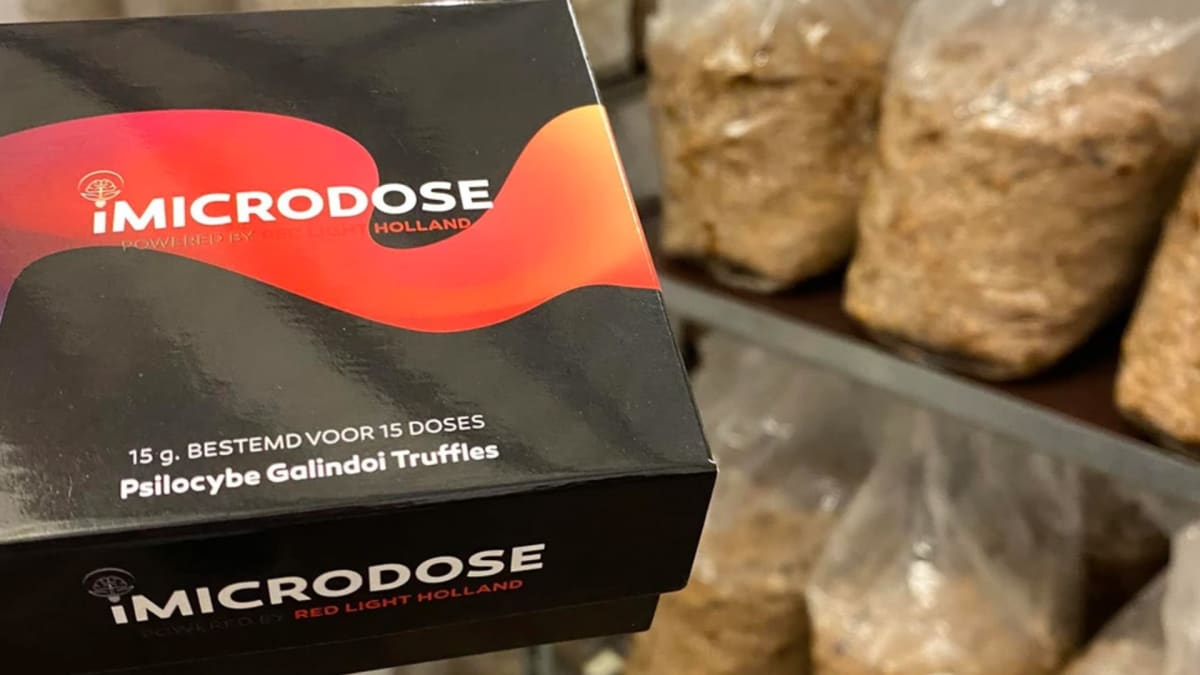 iMICRODOSE
POWERED BY RED LIGHT HOLLAND
15 g. BESTEMD VOOR 15 DOSES
Psilocybe Galindoi Truffles
iMICRODOSE
POWERED BY RED LIGHT HOLLAND